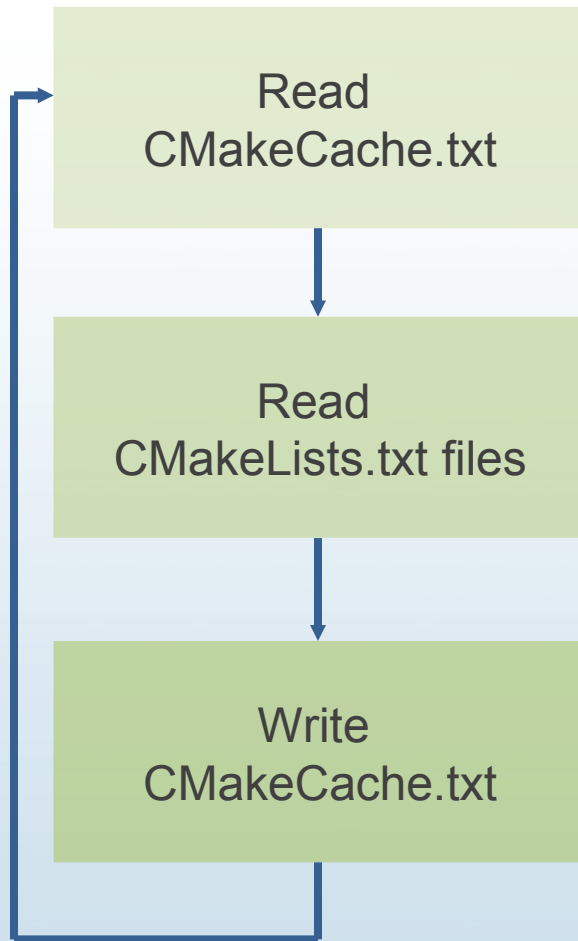 Read
CMakeCache.txt
Read
CMakeLists.txt files
Write
CMakeCache.txt